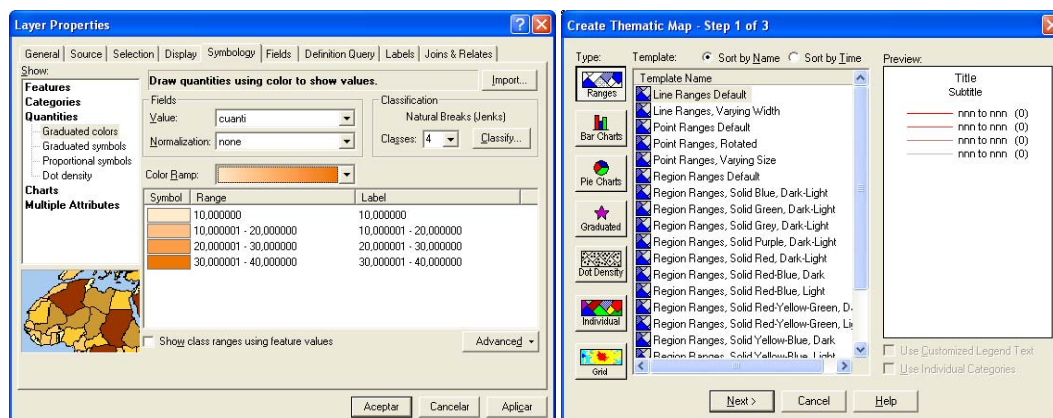 Layer Properties
General Source Selection Display Symbology Fields Definition Query Labels Joins & Relates
Show:
Features
Categories
Quantities
Graduated colors
Graduated symbols
Proportional symbols
Dot density
Charts
Multiple Attributes
Draw quantities using color to show values.
Import...
Fields
Value: cuanti
Normalization: none
Classification
Natural Breaks (Jenks)
Classes: 4 Classify...
Color Ramp:
Symbol Range Label
10,000000 10,000000
10,000001 - 20,000000 10,000001 - 20,000000
20,000001 - 30,000000 20,000001 - 30,000000
30,000001 - 40,000000 30,000001 - 40,000000
Show class ranges using feature values
Advanced
Aceptar Cancelar Aplicar
Create Thematic Map - Step 1 of 3
Type:
Ranges
Bar Charts
Pie Charts
Graduated
Dot Density
Individual
Grid
Template: Sort by Name Sort by Time
Template Name
Line Ranges Default
Line Ranges, Varying Width
Point Ranges Default
Point Ranges, Rotated
Point Ranges, Varying Size
Region Ranges Default
Region Ranges, Solid Blue, Dark-Light
Region Ranges, Solid Green, Dark-Light
Region Ranges, Solid Grey, Dark-Light
Region Ranges, Solid Purple, Dark-Light
Region Ranges, Solid Red, Dark-Light
Region Ranges, Solid Red-Blue, Dark
Region Ranges, Solid Red-Blue, Light
Region Ranges, Solid Red-Yellow-Green, D
Region Ranges, Solid Red-Yellow-Green, Li
Region Ranges, Solid Yellow-Blue, Dark
Region Ranges, Solid Yellow-Blue, Light
Preview:
Title
Subtitle
nnn to nnn (0)
nnn to nnn (0)
nnn to nnn (0)
nnn to nnn (0)
Use Customized Legend Text
Use Individual Categories
Next > Cancel Help